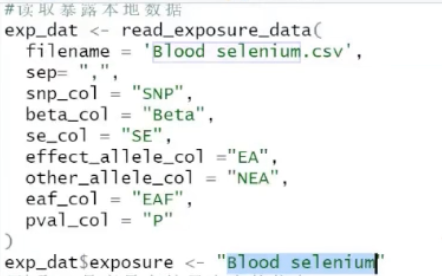 #读取暴露本地数据
exp_dat <- read_exposure_data(
filename = 'Blood selenium.csv',
sep= ",",
snp_col = "SNP",
beta_col = "Beta",
se_col = "SE",
effect_allele_col ="EA",
other_allele_col = "NEA",
eaf_col = "EAF",
pval_col = "P"
)
exp_dat$exposure <- "Blood selenium"